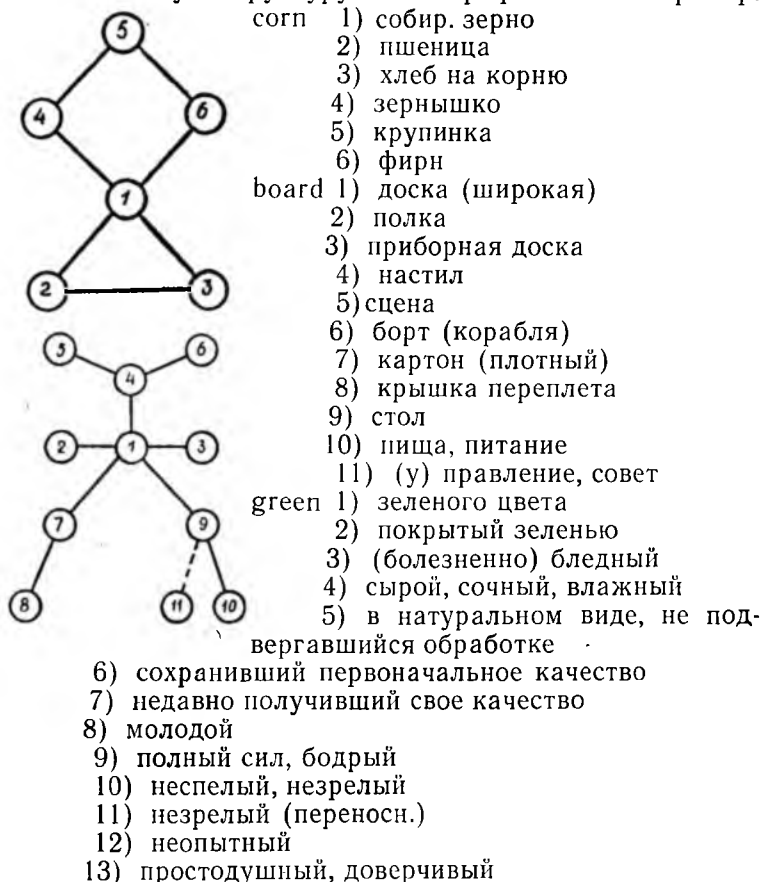 corn 1) собир. зерно
2) пшеница
3) хлеб на корню
4) зернышко
5) крупинка
6) фирн
board 1) доска (широкая)
2) полка
3) приборная доска
4) настил
5) сцена
6) борт (корабля)
7) картон (плотный)
8) крышка переплета
9) стол
10) пища, питание
11) (у) правление, совет
green 1) зеленого цвета
2) покрытый зеленью
3) (болезненно) бледный
4) сырой, сочный, влажный
5) в натуральном виде, не под-
вергавшийся обработке
6) сохранивший первоначальное качество
7) недавно получивший свое качество
8) молодой
9) полный сил, бодрый
10) неспелый, незрелый
11) незрелый (переносн.)
12) неопытный
13) простодушный, доверчивый
5
4 6
1
2 3
5 6
4
2 1 3
7 9
8 11 10